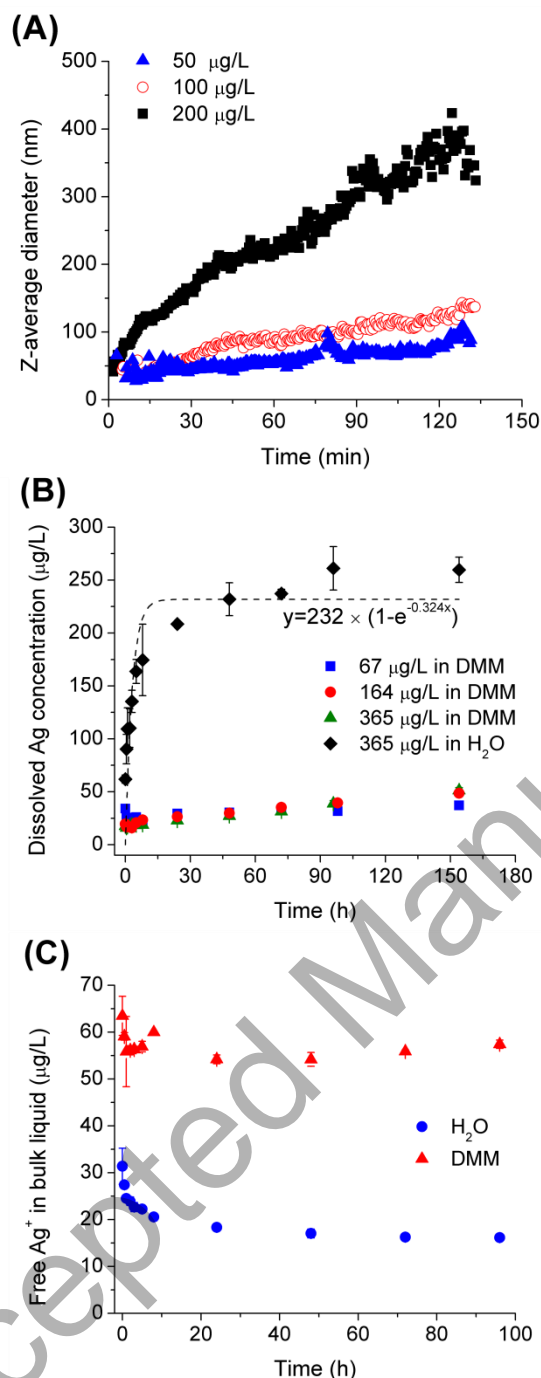 (A)
50 µg/L
100 µg/L
200 µg/L
500
400
300
200
100
0
Z-average diameter (nm)
0 30 60 90 120 150
Time (min)
(B)
300
250
200
150
100
50
0
Dissolved Ag concentration (µg/L)
y=232 × (1-e^-0.324x)
67 µg/L in DMM
164 µg/L in DMM
365 µg/L in DMM
365 µg/L in H₂O
0 30 60 90 120 150 180
Time (h)
(C)
70
60
50
40
30
20
10
0
Free Ag⁺ in bulk liquid (µg/L)
H₂O
DMM
0 20 40 60 80 100
Time (h)
cepted Manu